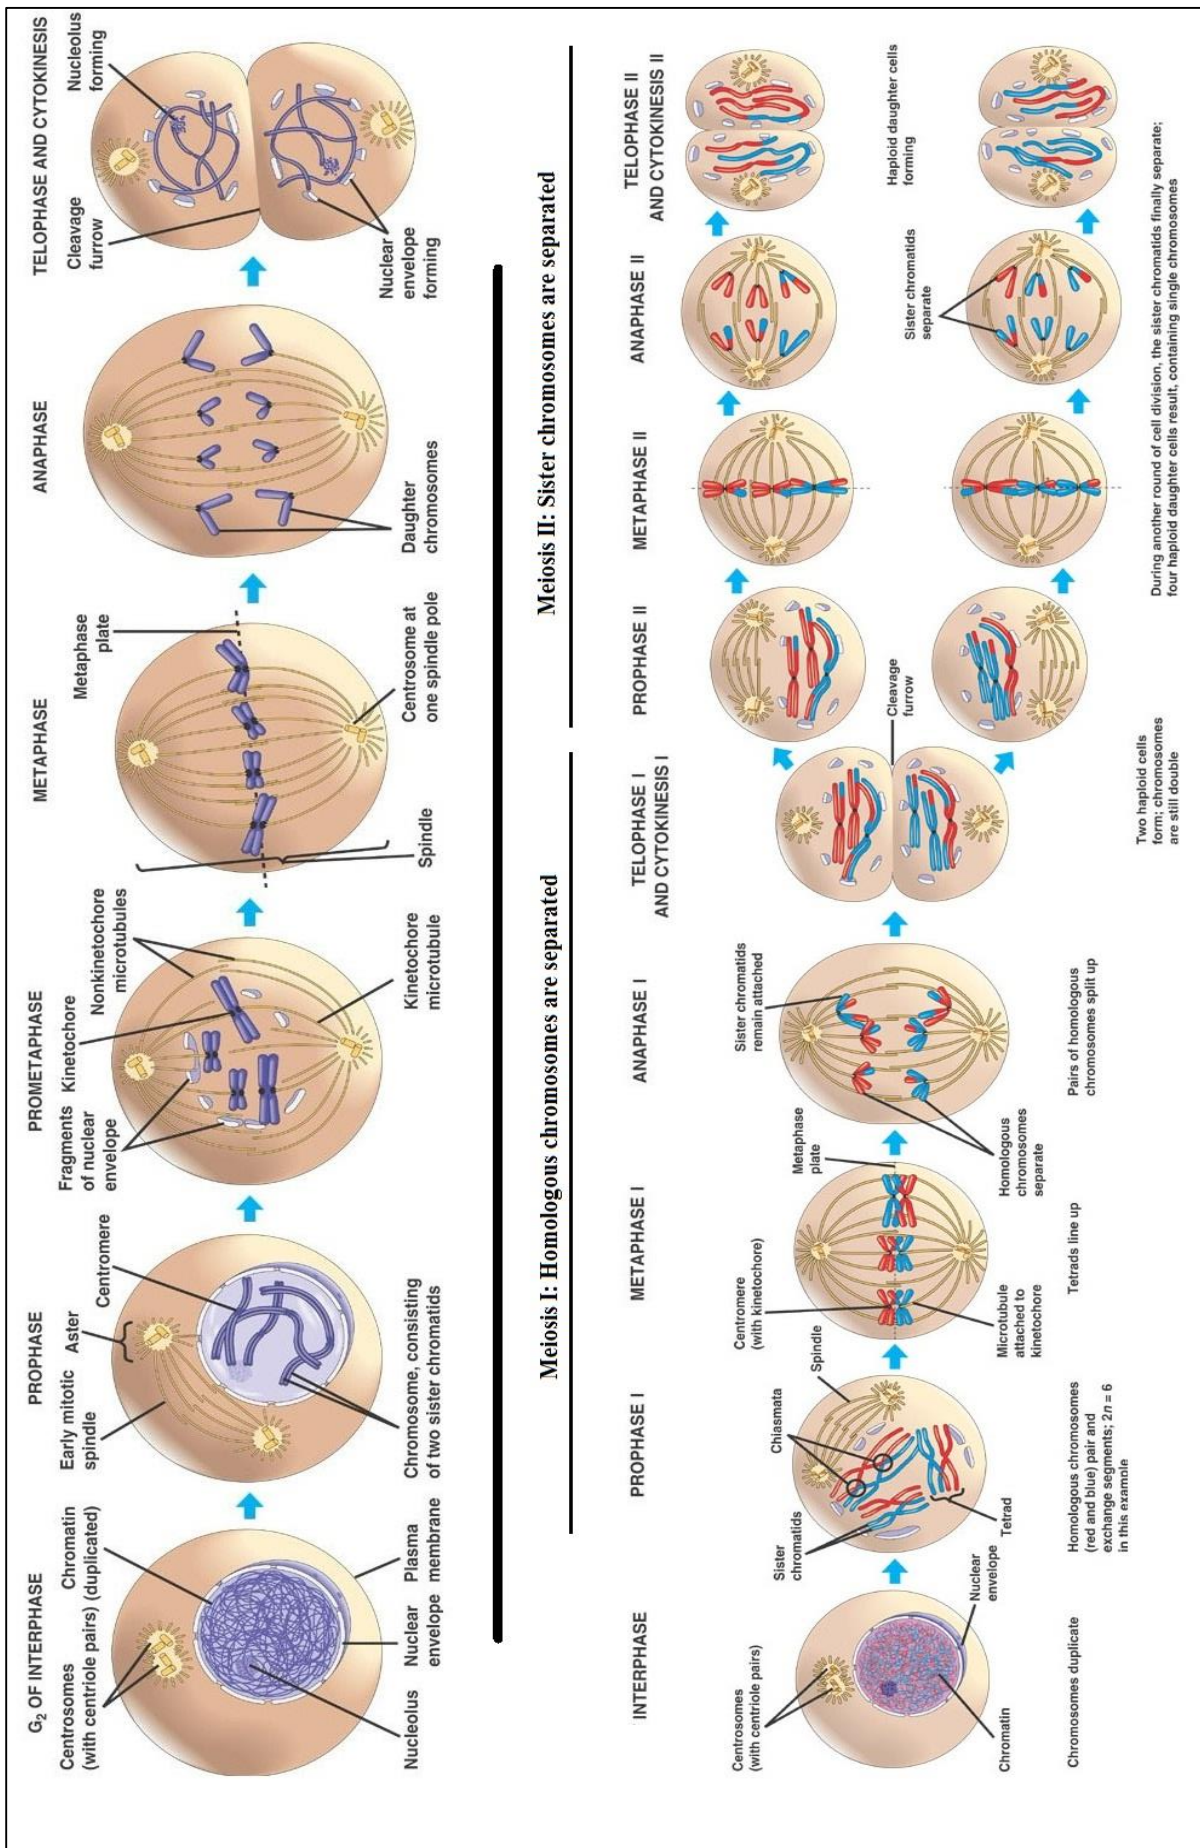 G₂ OF INTERPHASE
PROPHASE
PROMETAPHASE
METAPHASE
ANAPHASE
TELOPHASE AND CYTOKINESIS
Centrosomes
(with centriole pairs)
Chromatin
(duplicated)
Nucleolus
Nuclear
envelope
Plasma
membrane
Early mitotic
spindle
Aster
Centromere
Chromosome, consisting
of two sister chromatids
Fragments
of nuclear
envelope
Kinetochore
Nonkinetochore
microtubules
Kinetochore
microtubule
Metaphase
plate
Spindle
Centrosome at
one spindle pole
Daughter
chromosomes
Cleavage
furrow
Nucleolus
forming
Nuclear
envelope
forming
Meiosis I: Homologous chromosomes are separated
Meiosis II: Sister chromosomes are separated
INTERPHASE
PROPHASE I
METAPHASE I
ANAPHASE I
TELOPHASE I
AND CYTOKINESIS I
PROPHASE II
METAPHASE II
ANAPHASE II
TELOPHASE II
AND CYTOKINESIS II
Centrosomes
(with centriole pairs)
Nuclear
envelope
Chromatin
Chromosomes duplicate
Sister
chromatids
Chiasmata
Spindle
Tetrad
Homologous chromosomes
(red and blue) pair and
exchange segments; 2n = 6
in this example
Centromere
(with kinetochore)
Metaphase
plate
Microtubule
attached to
kinetochore
Tetrads line up
Sister chromatids
remain attached
Homologous
chromosomes
separate
Pairs of homologous
chromosomes split up
Cleavage
furrow
Two haploid cells
form; chromosomes
are still double
Sister chromatids
separate
Haploid daughter cells
forming
During another round of cell division, the sister chromatids finally separate;
four haploid daughter cells result, containing single chromosomes